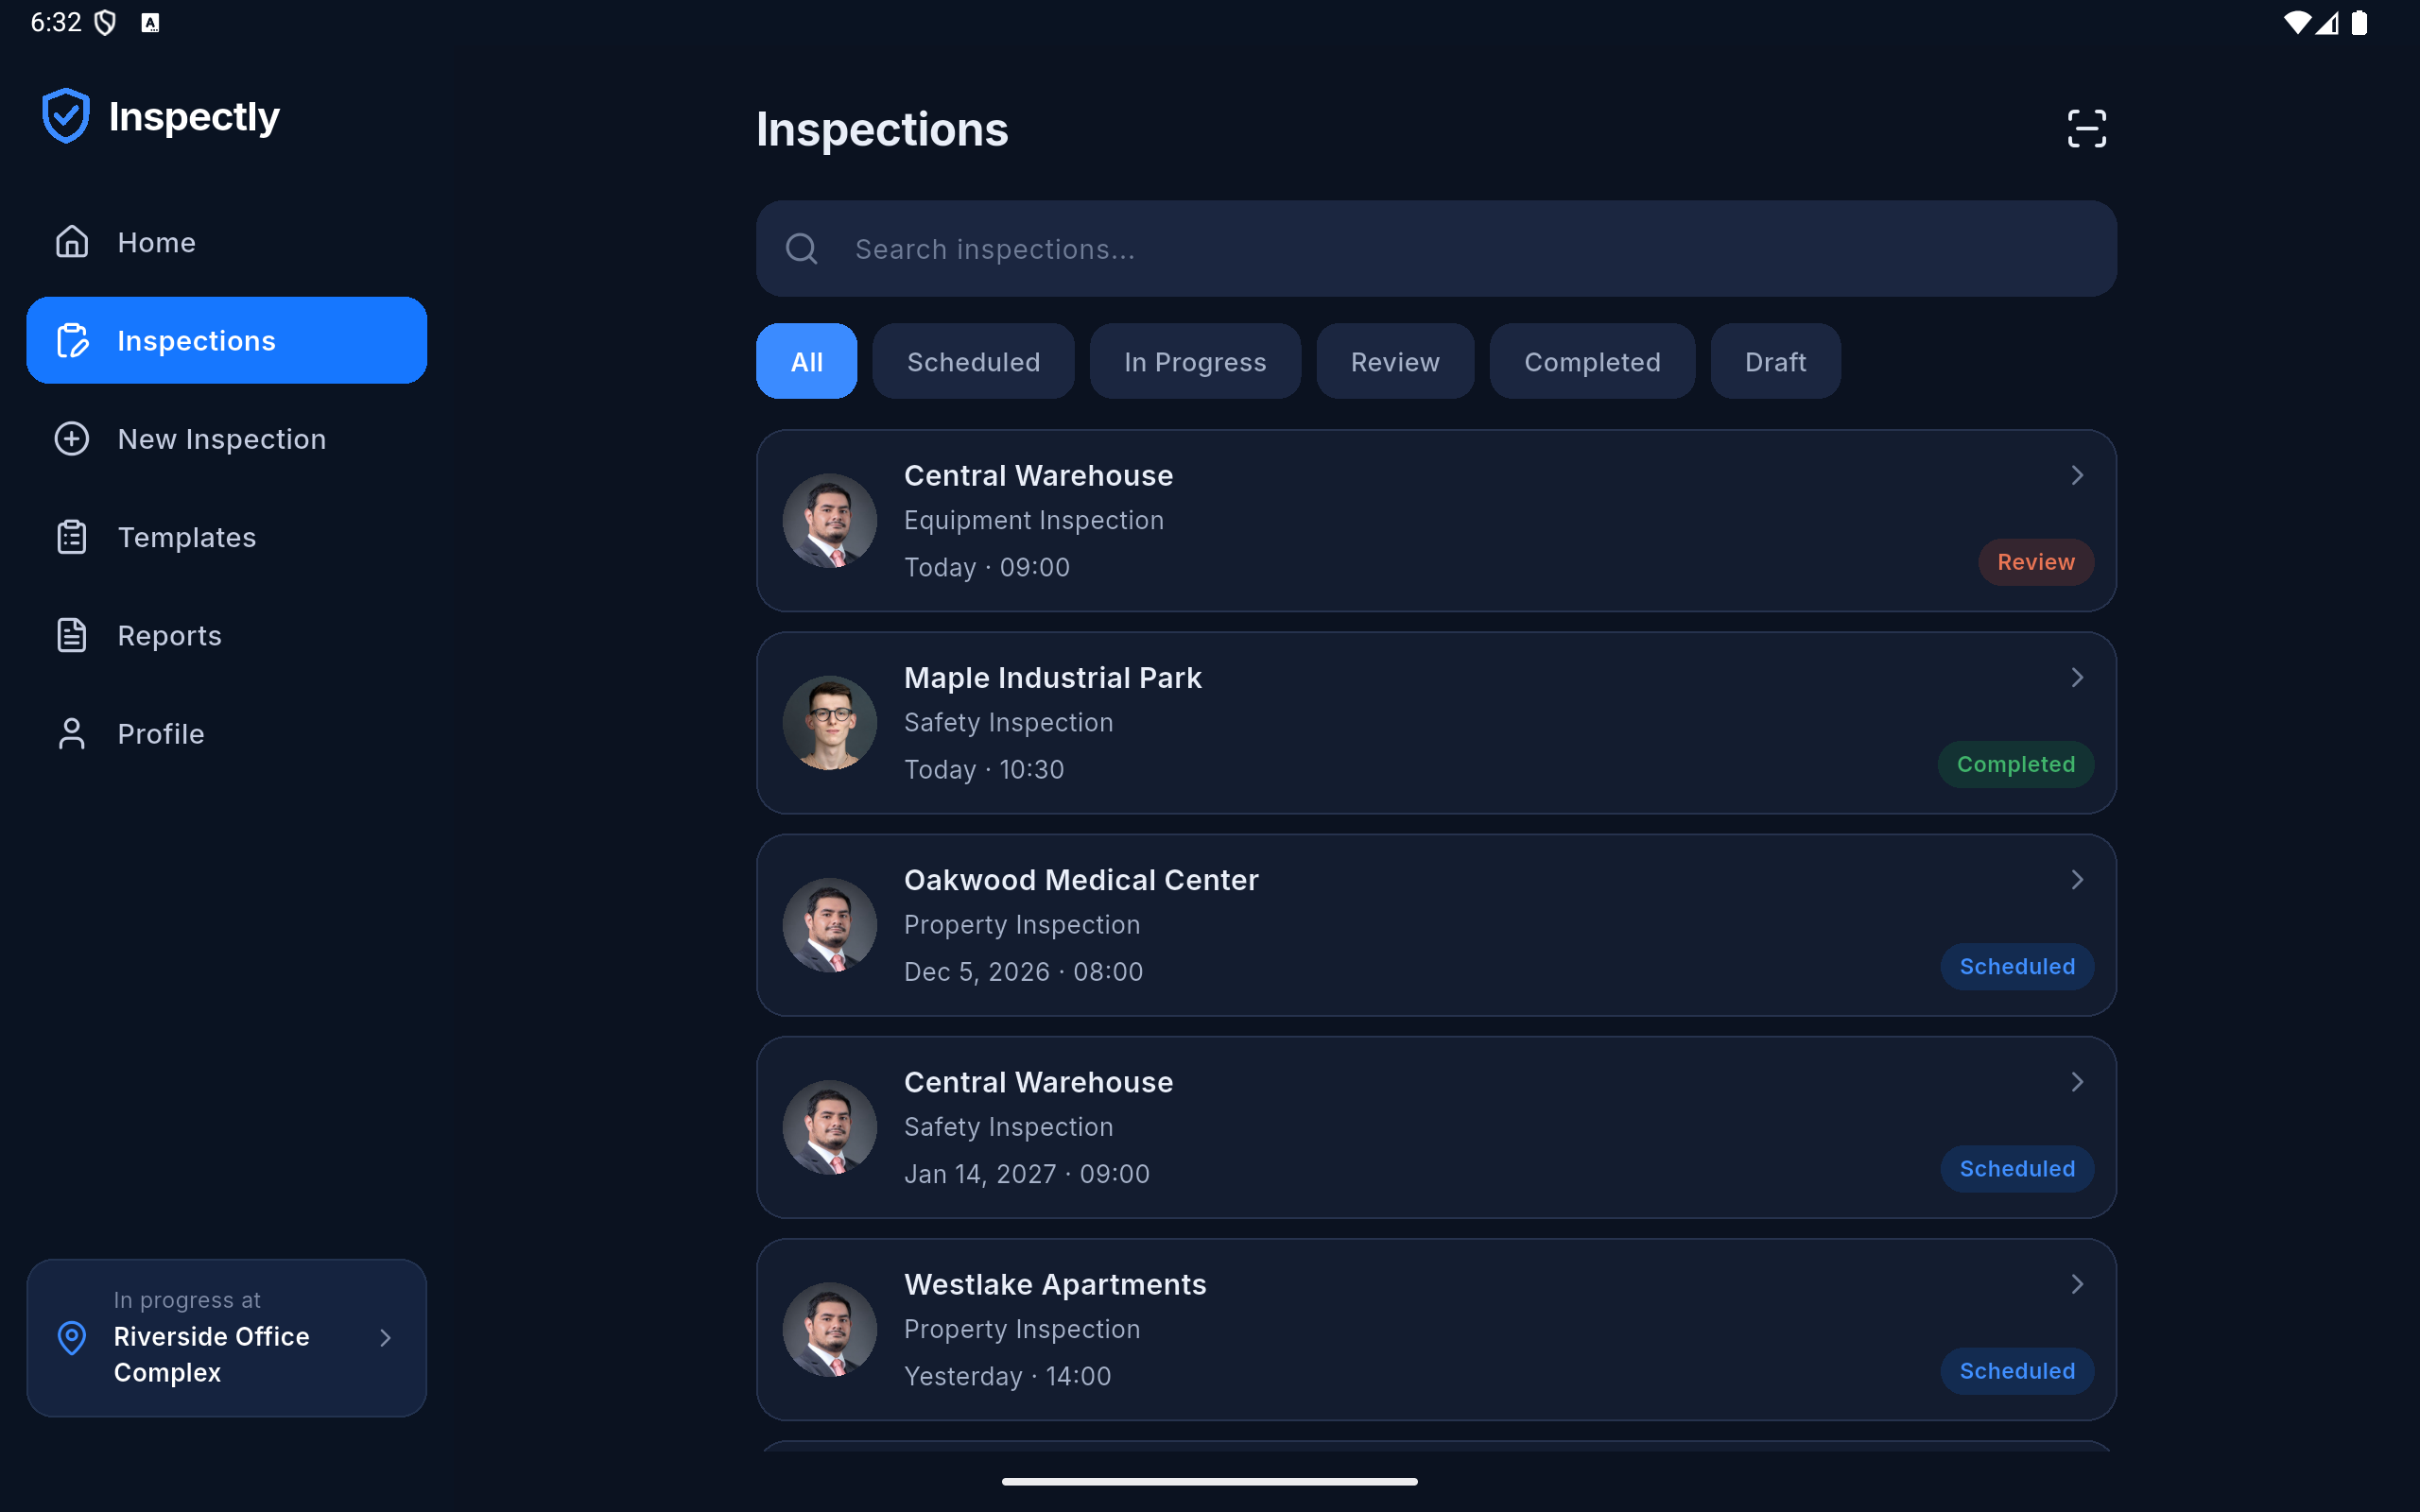 6:32
Inspectly
Home
Inspections
New Inspection
Templates
Reports
Profile
In progress at
Riverside Office
Complex
Inspections
Search inspections...
All
Scheduled
In Progress
Review
Completed
Draft
Central Warehouse
Equipment Inspection
Today · 09:00
Review
Maple Industrial Park
Safety Inspection
Today · 10:30
Completed
Oakwood Medical Center
Property Inspection
Dec 5, 2026 · 08:00
Scheduled
Central Warehouse
Safety Inspection
Jan 14, 2027 · 09:00
Scheduled
Westlake Apartments
Property Inspection
Yesterday · 14:00
Scheduled